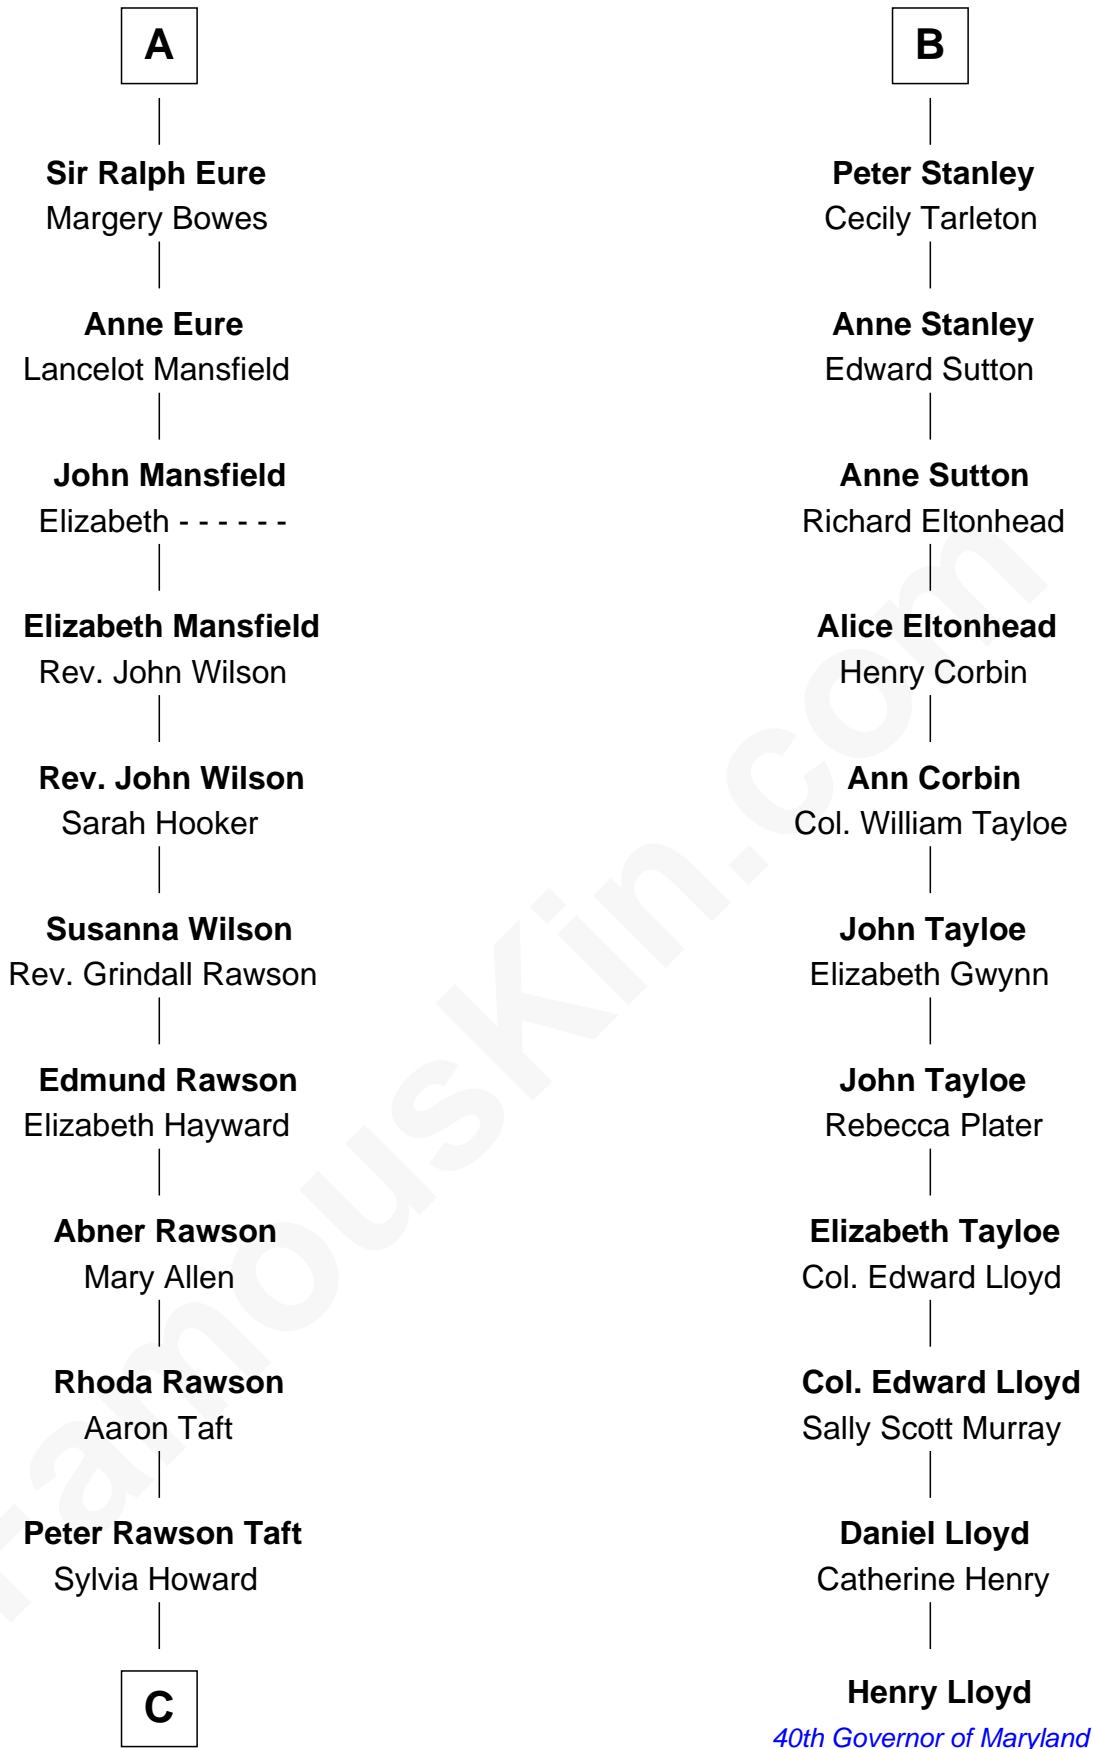 A
Sir Ralph Eure
Margery Bowes
Anne Eure
Lancelot Mansfield
John Mansfield
Elizabeth - - - - - -
Elizabeth Mansfield
Rev. John Wilson
Rev. John Wilson
Sarah Hooker
Susanna Wilson
Rev. Grindall Rawson
Edmund Rawson
Elizabeth Hayward
Abner Rawson
Mary Allen
Rhoda Rawson
Aaron Taft
Peter Rawson Taft
Sylvia Howard
C
B
Peter Stanley
Cecily Tarleton
Anne Stanley
Edward Sutton
Anne Sutton
Richard Eltonhead
Alice Eltonhead
Henry Corbin
Ann Corbin
Col. William Tayloe
John Tayloe
Elizabeth Gwynn
John Tayloe
Rebecca Plater
Elizabeth Tayloe
Col. Edward Lloyd
Col. Edward Lloyd
Sally Scott Murray
Daniel Lloyd
Catherine Henry
Henry Lloyd
40th Governor of Maryland
FamousKin.com